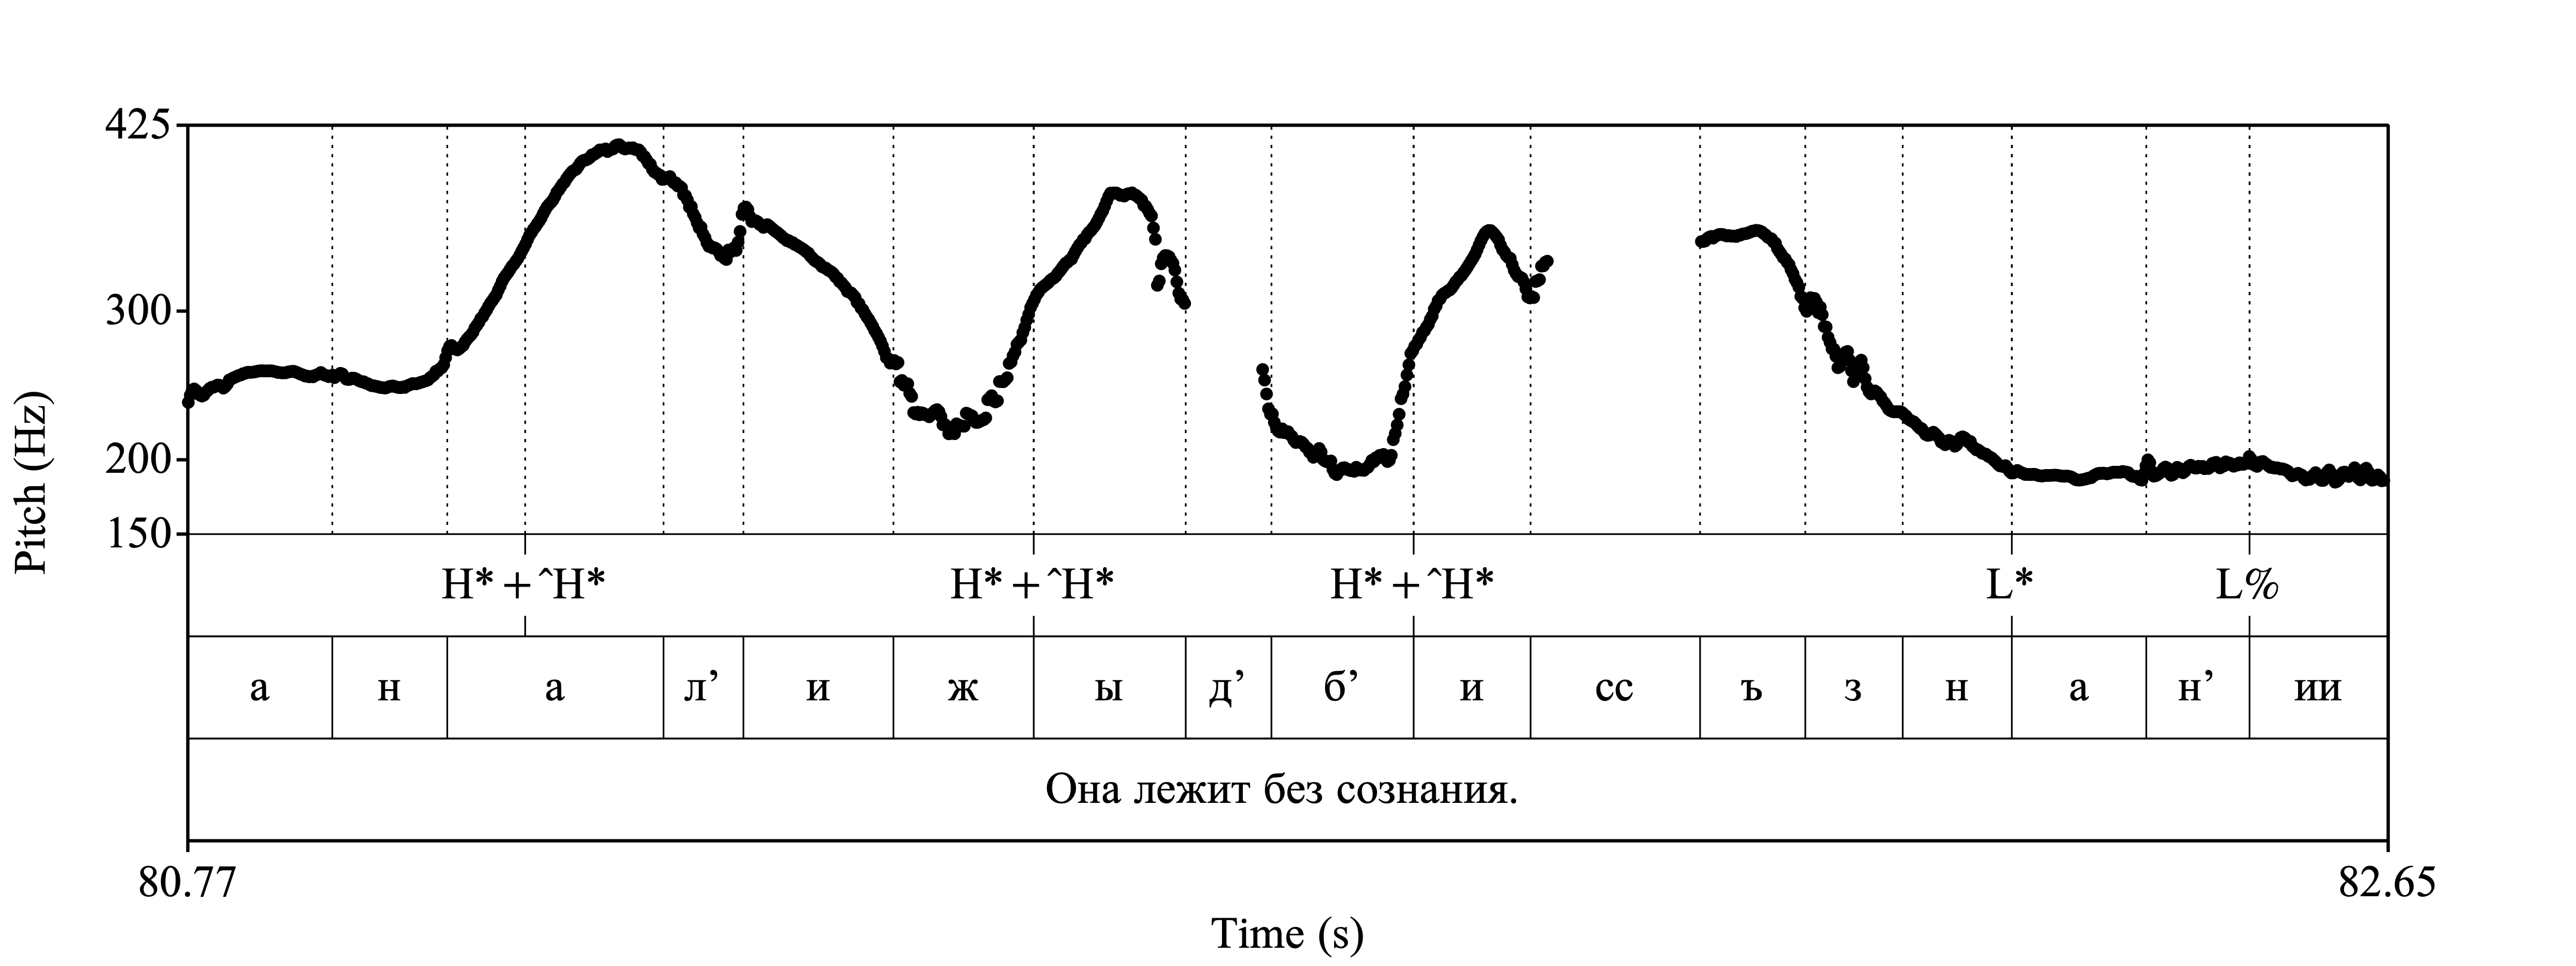 425
300
200
150
Pitch (Hz)
H* + ^H* H* + ^H* H* + ^H* L* L%
а н а л’ и ж ы д’ б’ и сс ъ з н а н’ ии
Она лежит без сознания.
80.77 82.65
Time (s)